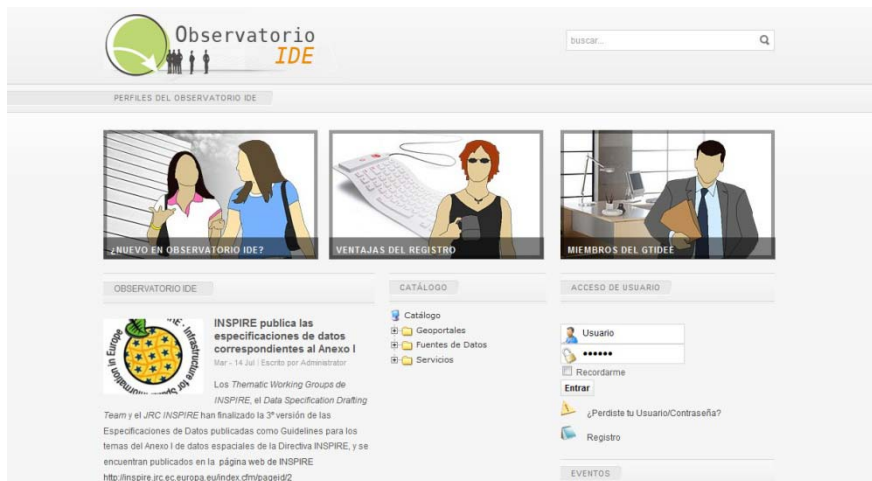 Observatorio
IDE
buscar...
PERFILES DEL OBSERVATORIO IDE
¿NUEVO EN OBSERVATORIO IDE?
VENTAJAS DEL REGISTRO
MIEMBROS DEL GTIDEE
OBSERVATORIO IDE
INSPIRE publica las
especificaciones de datos
correspondientes al Anexo I
Mar - 14 Jul | Escrito por Administrator
Los Thematic Working Groups de
INSPIRE, el Data Specification Drafting
Team y el JRC INSPIRE han finalizado la 3ª versión de las
Especificaciones de Datos publicadas como Guidelines para los
temas del Anexo I de datos espaciales de la Directiva INSPIRE, y se
encuentran publicados en la página web de INSPIRE
http://inspire.jrc.ec.europa.eu/index.cfm/pageid/2
CATÁLOGO
Catálogo
Geoportales
Fuentes de Datos
Servicios
ACCESO DE USUARIO
Usuario
••••••
Recordarme
Entrar
¿Perdiste tu Usuario/Contraseña?
Registro
EVENTOS